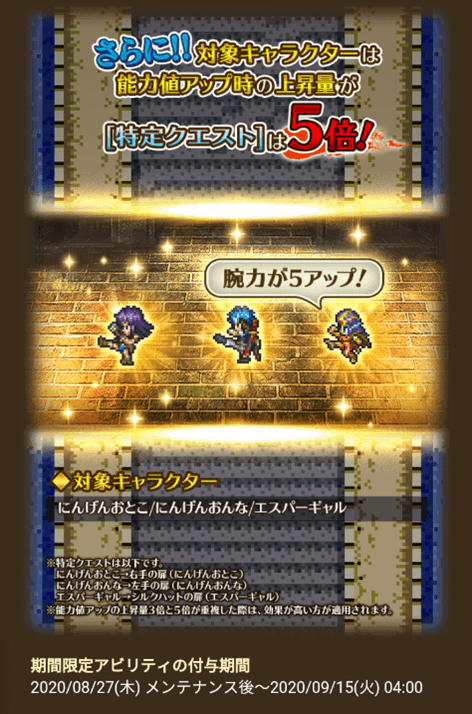 さらに!!対象キャラクターは
能力値アップ時の上昇量が
[特定クエスト]は5倍!
腕力が5アップ!
対象キャラクター
にんげんおとこ/にんげんおんな/エスパーギャル
※特定クエストは以下です。
にんげんおとこ→右手の扉(にんげんおとこ)
にんげんおんな→左手の扉(にんげんおんな)
エスパーギャル→シルクハットの扉(エスパーギャル)
※能力値アップの上昇量3倍と5倍が重複した際は、効果が高い方が適用されます。
期間限定アビリティの付与期間
2020/08/27(木) メンテナンス後～2020/09/15(火) 04:00